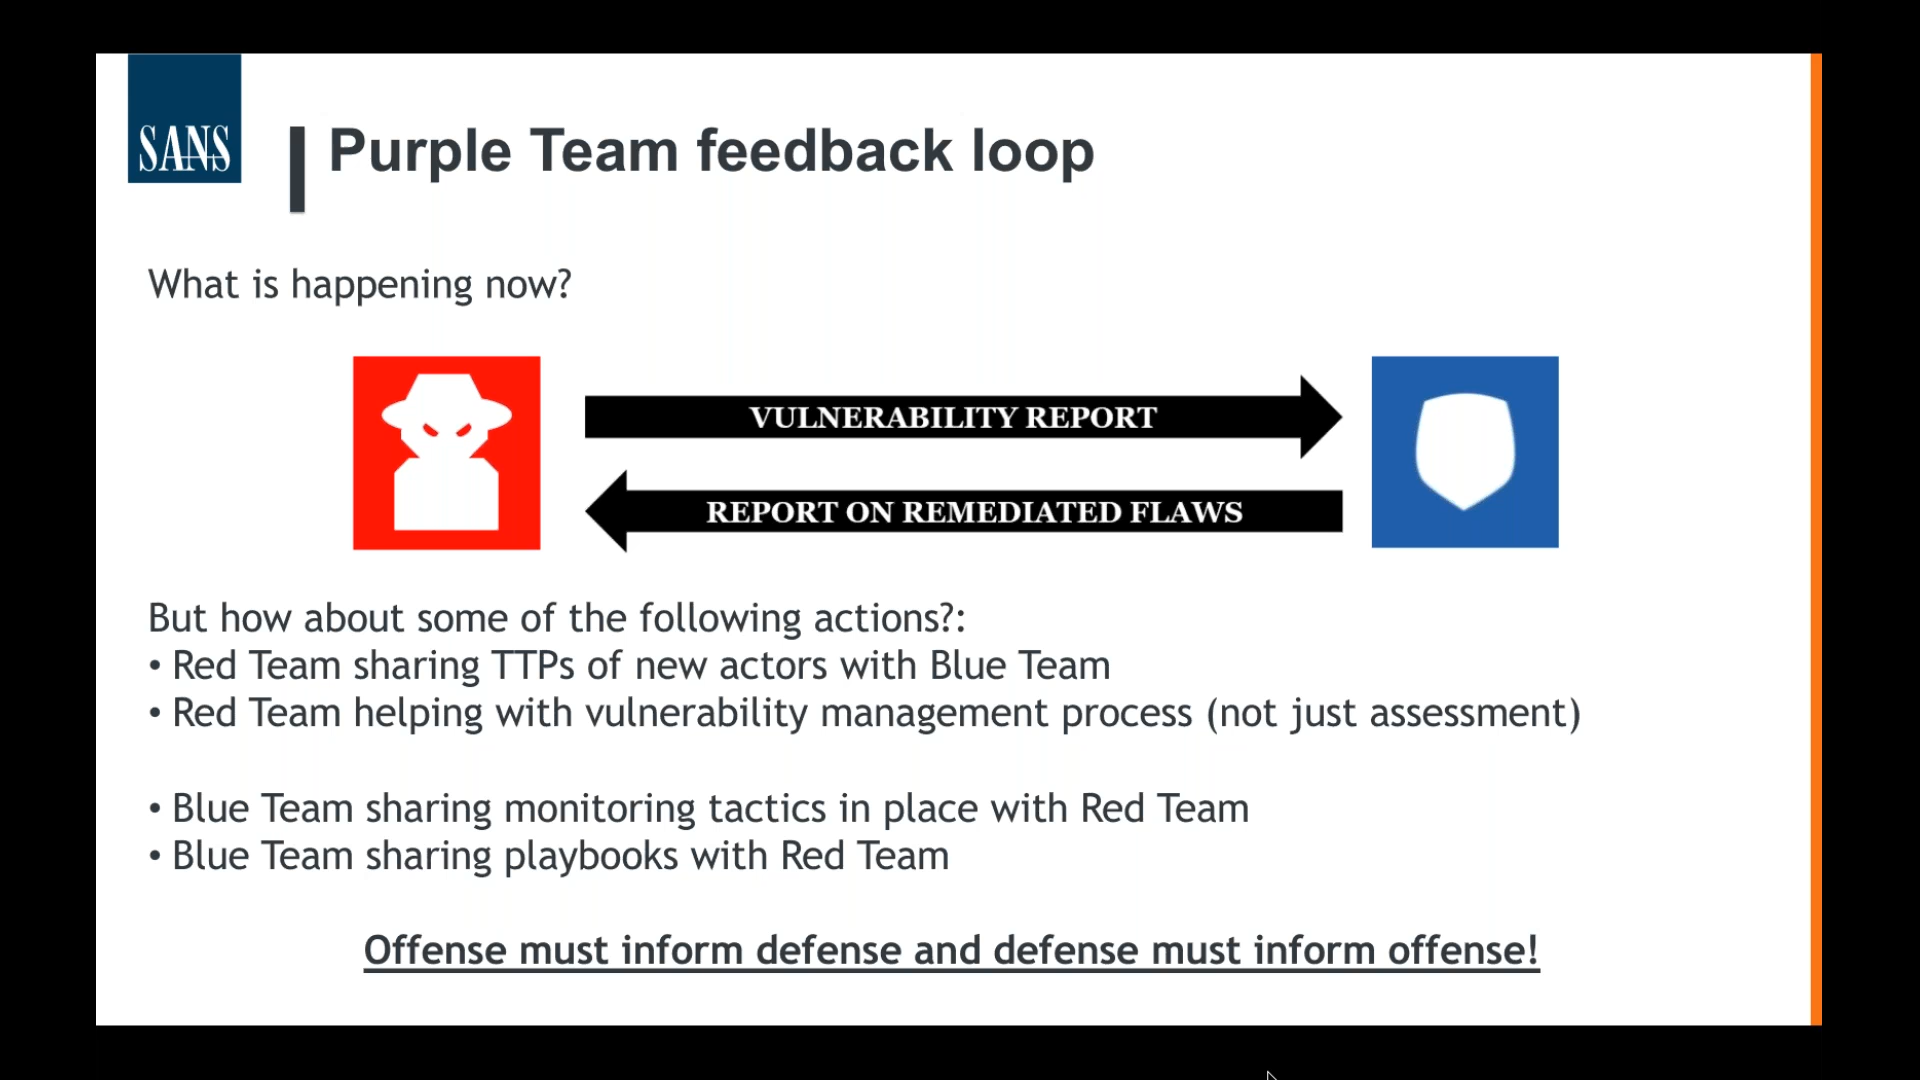 SANS
Purple Team feedback loop
What is happening now?
VULNERABILITY REPORT
REPORT ON REMEDIATED FLAWS
But how about some of the following actions?:
• Red Team sharing TTPs of new actors with Blue Team
• Red Team helping with vulnerability management process (not just assessment)
• Blue Team sharing monitoring tactics in place with Red Team
• Blue Team sharing playbooks with Red Team
Offense must inform defense and defense must inform offense!